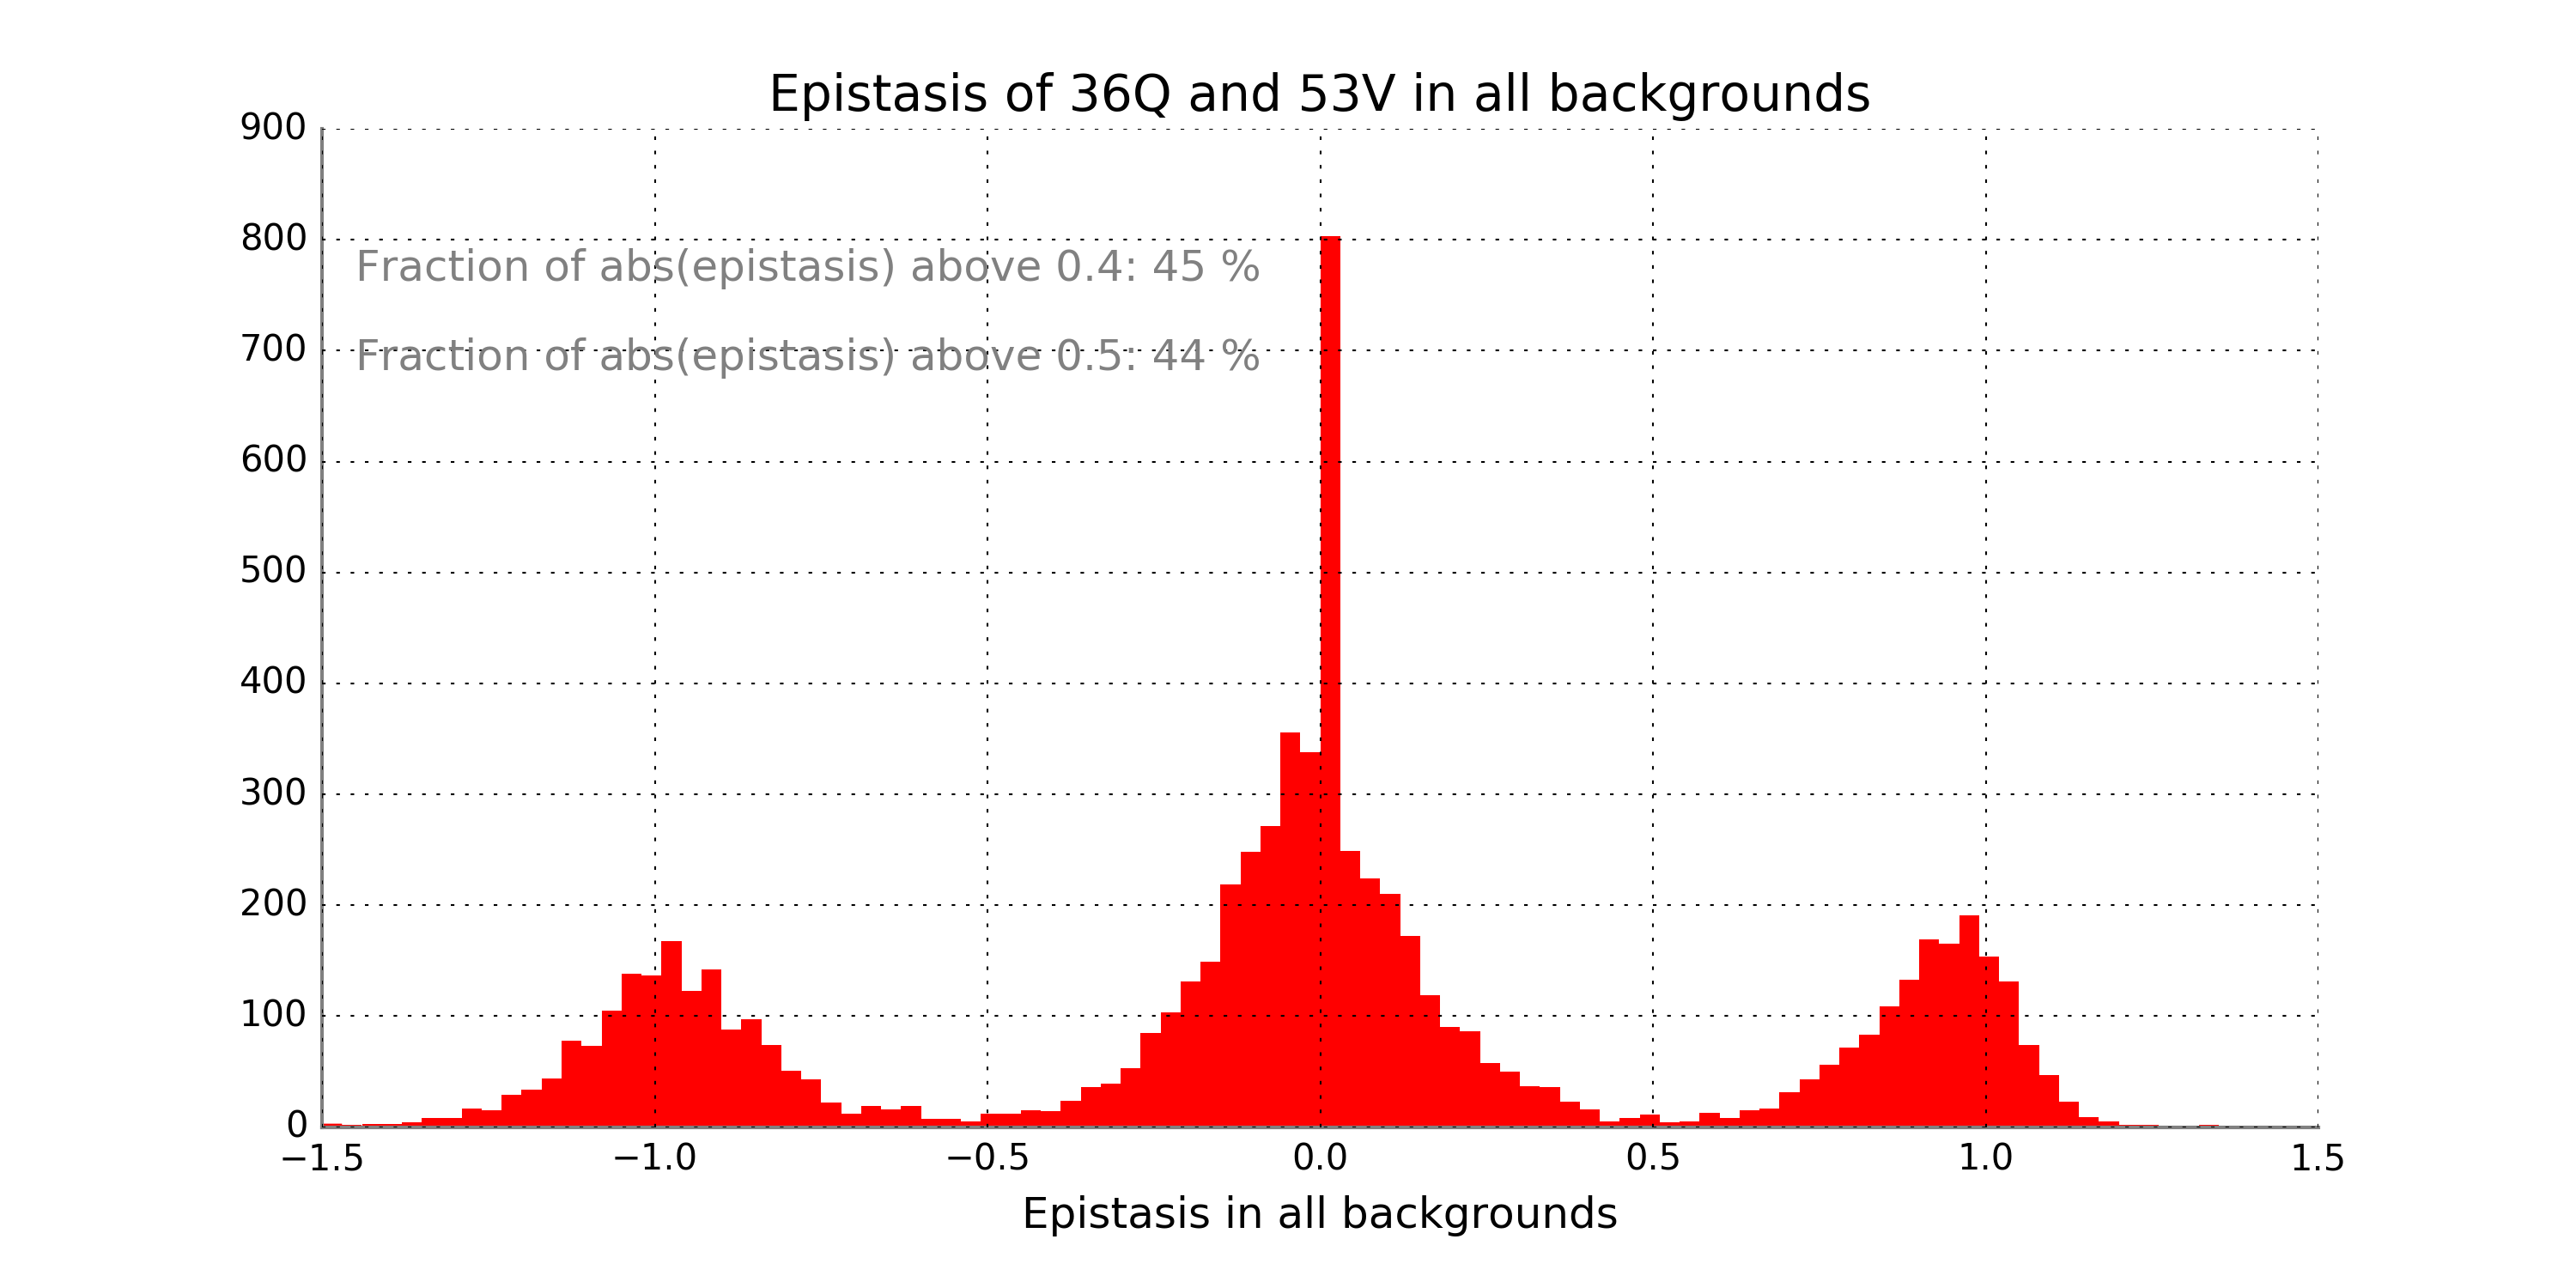 Epistasis of 36Q and 53V in all backgrounds
900
800
Fraction of abs(epistasis) above 0.4: 45 %
700
Fraction of abs(epistasis) above 0.5: 44 %
600
500
400
300
200
100
0
−1.5 −1.0 −0.5 0.0 0.5 1.0 1.5
Epistasis in all backgrounds